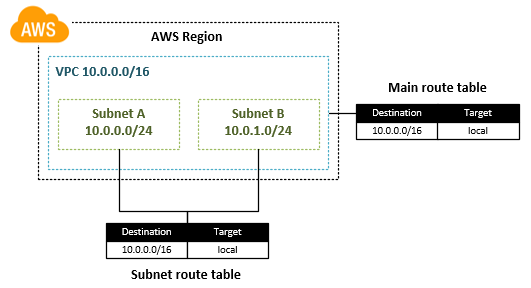 AWS
AWS Region
VPC 10.0.0.0/16
Subnet A
10.0.0.0/24
Subnet B
10.0.1.0/24
Main route table
Destination Target
10.0.0.0/16 local
Destination Target
10.0.0.0/16 local
Subnet route table